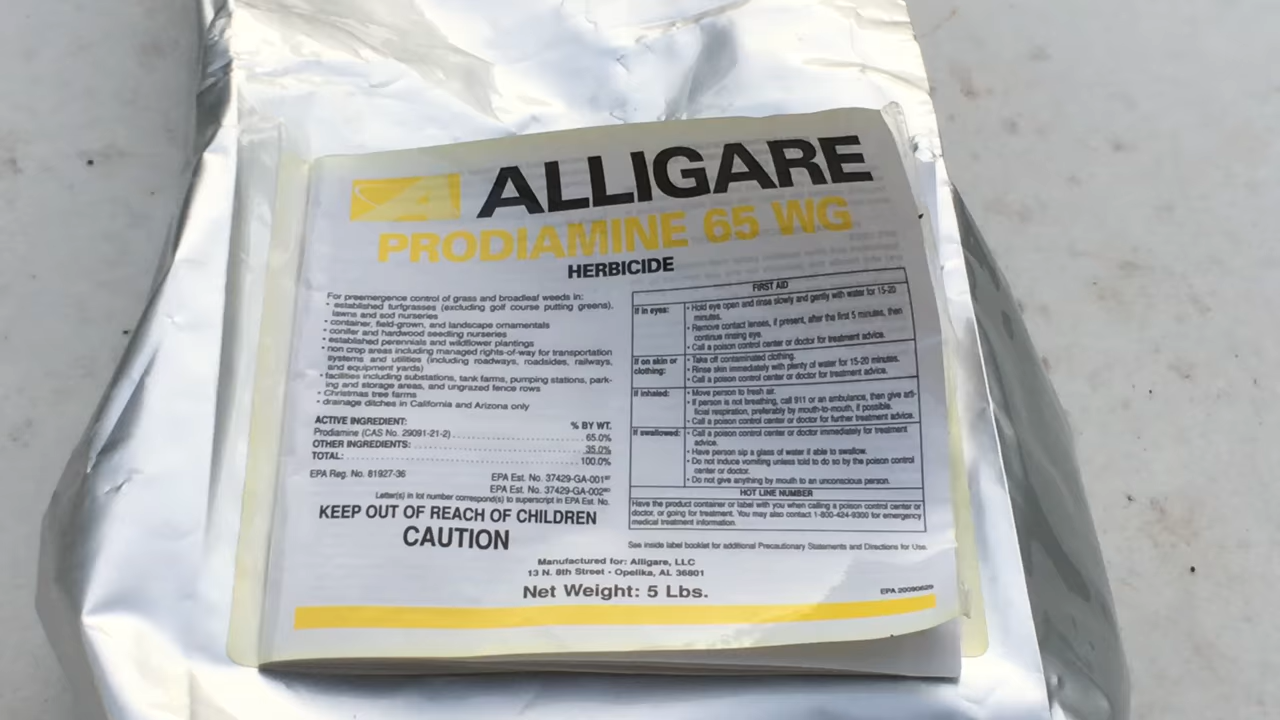 ALLIGARE
PRODIAMINE 65 WG
HERBICIDE
For preemergence control of grass and broadleaf weeds in:
• established turfgrasses (excluding golf course putting greens),
lawns and sod nurseries
• container, field-grown, and landscape ornamentals
• conifer and hardwood seedling nurseries
• established perennials and wildflower plantings
• non crop areas including managed rights-of-way for transportation
systems and utilities (including roadways, roadsides, railways,
and equipment yards)
• facilities including substations, tank farms, pumping stations, park-
ing and storage areas, and ungrazed fence rows
• Christmas tree farms
• drainage ditches in California and Arizona only
ACTIVE INGREDIENT: % BY WT.
Prodiamine (CAS No. 29091-21-2) 65.0%
OTHER INGREDIENTS: 35.0%
TOTAL: 100.0%
EPA Reg. No. 81927-36
EPA Est. No. 37429-GA-001
EPA Est. No. 37429-GA-002
Letter(s) in lot number correspond(s) to superscript in EPA Est. No.
KEEP OUT OF REACH OF CHILDREN
CAUTION
FIRST AID
If in eyes:
• Hold eye open and rinse slowly and gently with water for 15-20
minutes.
• Remove contact lenses, if present, after the first 5 minutes, then
continue rinsing eye.
• Call a poison control center or doctor for treatment advice.
If on skin or
clothing:
• Take off contaminated clothing.
• Rinse skin immediately with plenty of water for 15-20 minutes.
• Call a poison control center or doctor for treatment advice.
If inhaled:
• Move person to fresh air.
• If person is not breathing, call 911 or an ambulance, then give arti-
ficial respiration, preferably by mouth-to-mouth, if possible.
• Call a poison control center or doctor for further treatment advice.
If swallowed:
• Call a poison control center or doctor immediately for treatment
advice.
• Have person sip a glass of water if able to swallow.
• Do not induce vomiting unless told to do so by the poison control
center or doctor.
• Do not give anything by mouth to an unconscious person.
HOT LINE NUMBER
Have the product container or label with you when calling a poison control center or
doctor, or going for treatment. You may also contact 1-800-424-9300 for emergency
medical treatment information.
See inside label booklet for additional Precautionary Statements and Directions for Use.
Manufactured for: Alligare, LLC
13 N. 8th Street • Opelika, AL 36801
Net Weight: 5 Lbs.
EPA 20090629